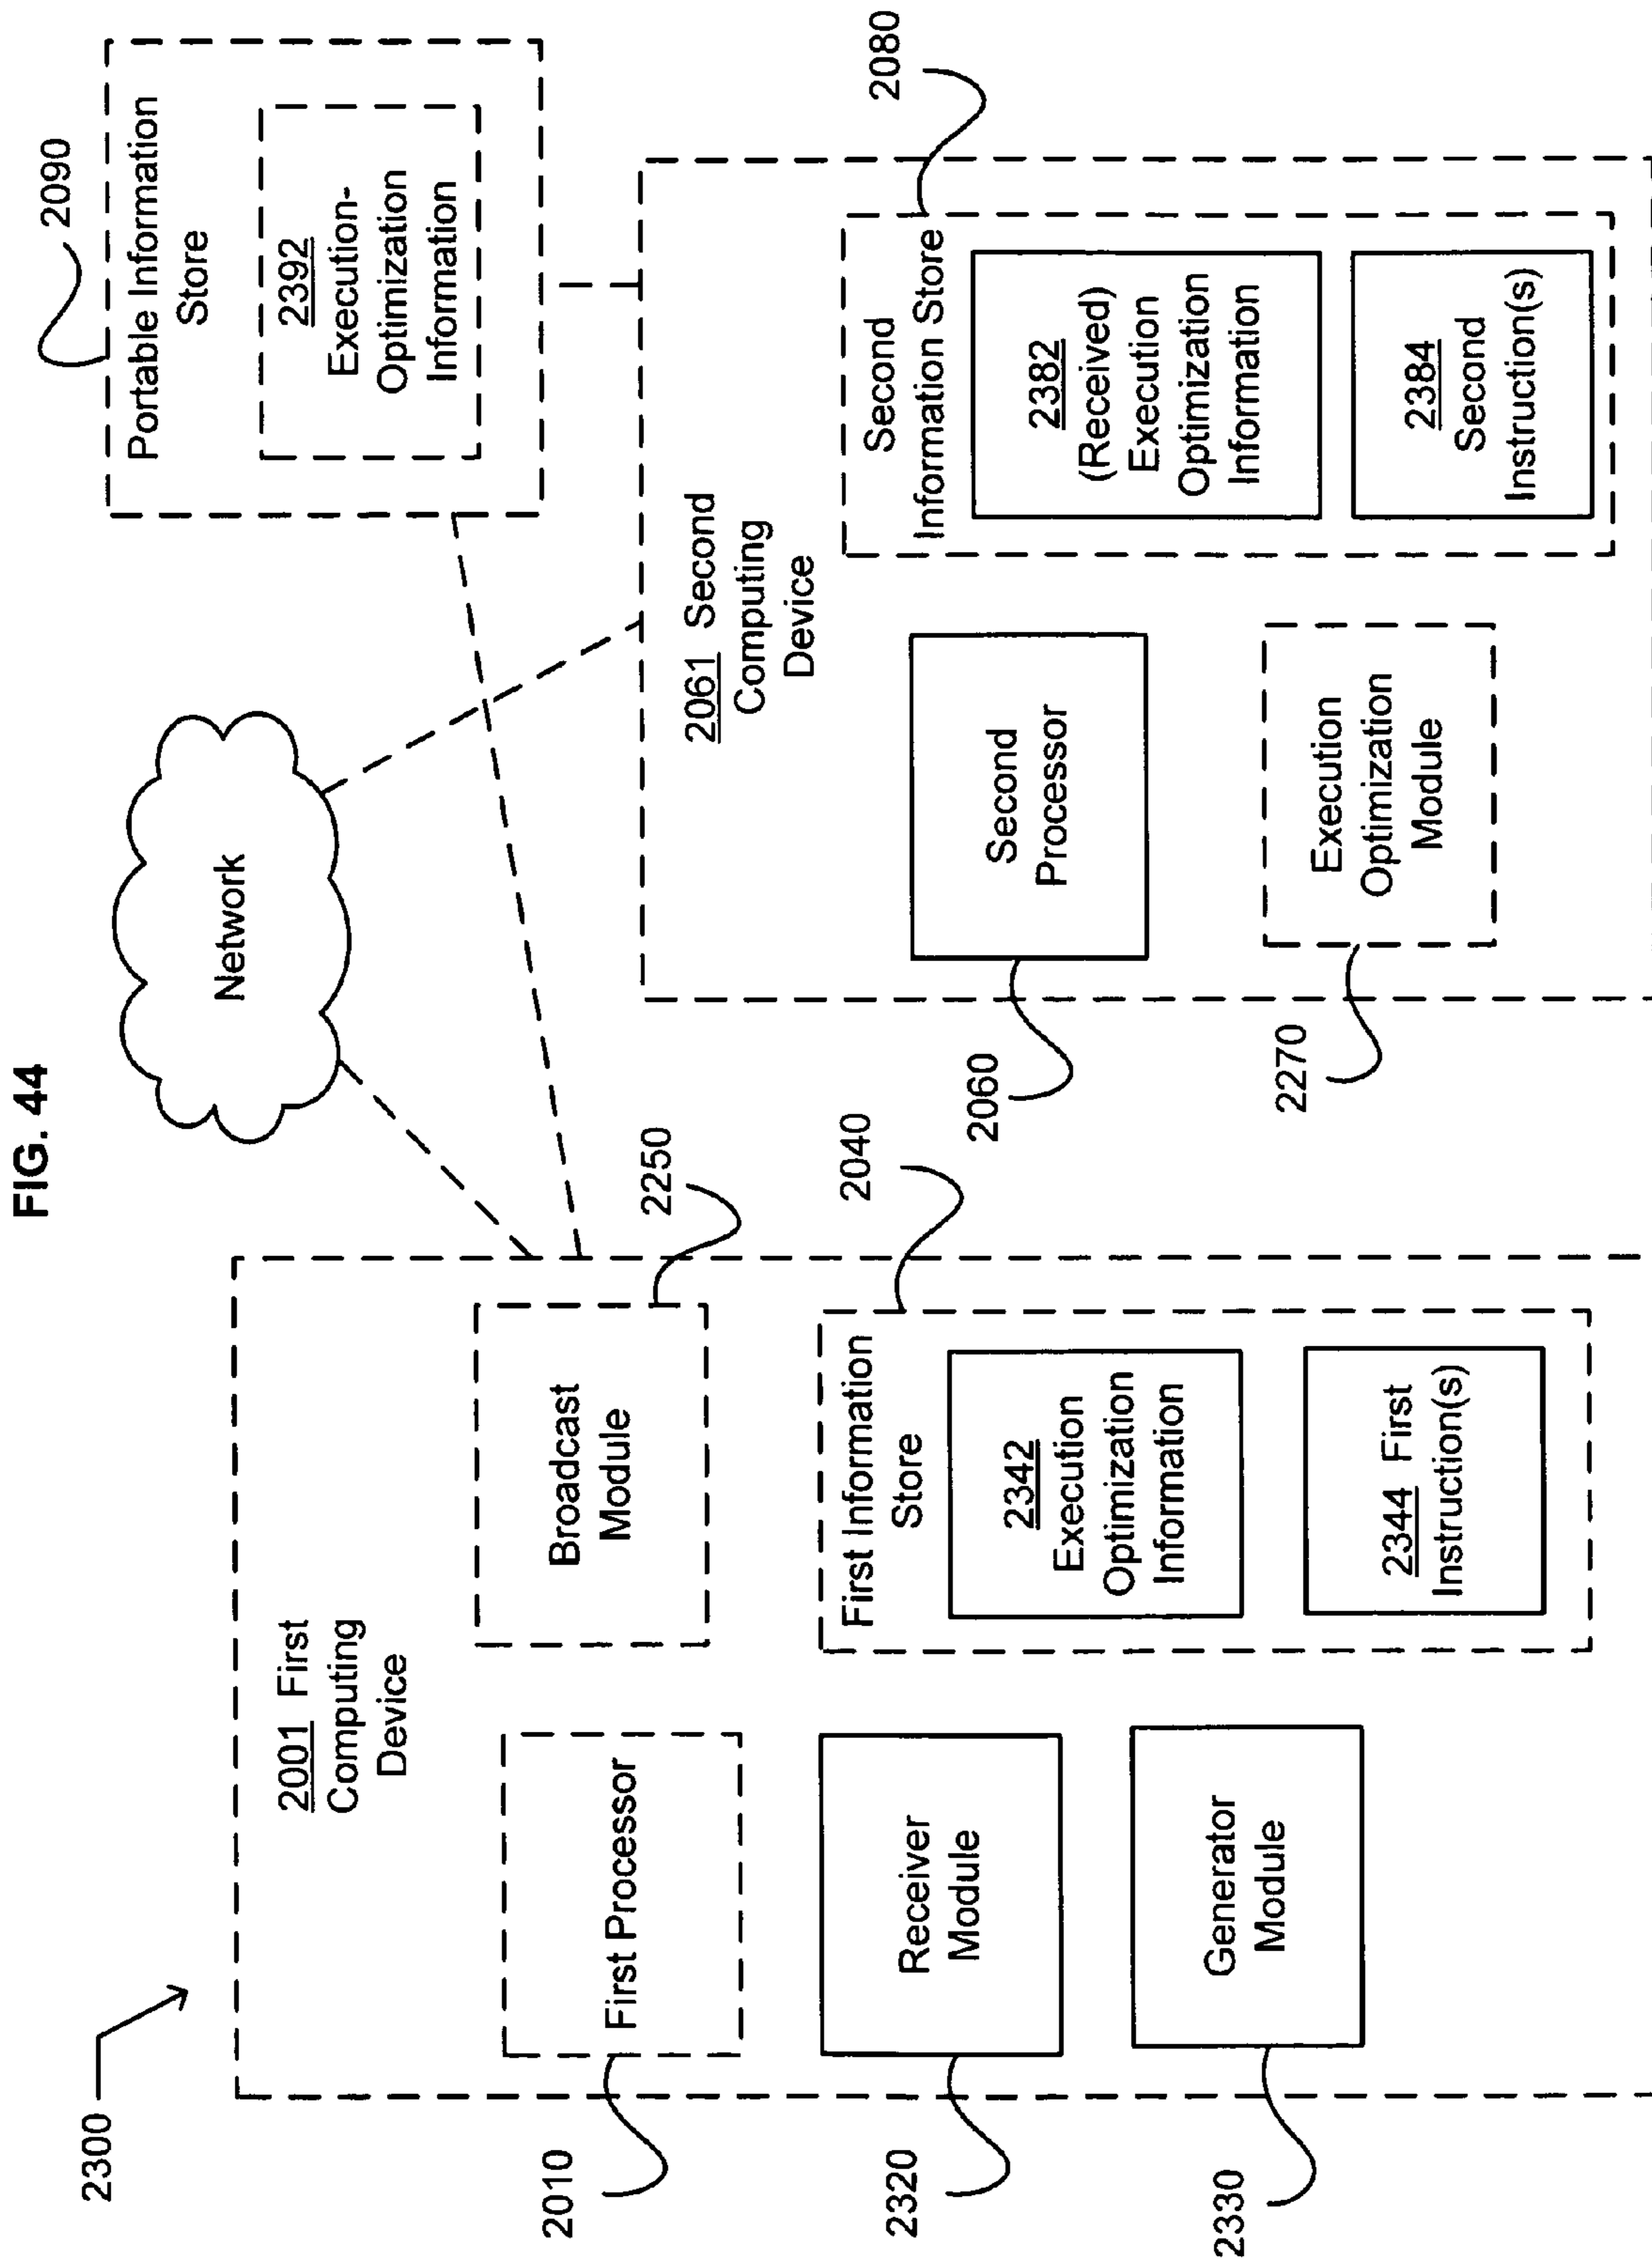 FIG. 44
2300
2001 First
Computing
Device
2010
First Processor
Broadcast
Module
2250
2320
Receiver
Module
2330
Generator
Module
2040
First Information
Store
2342
Execution
Optimization
Information
2344 First
Instruction(s)
Network
2090
Portable Information
Store
2392
Execution-
Optimization
Information
2061 Second
Computing
Device
2060
Second
Processor
2270
Execution
Optimization
Module
2080
Second
Information Store
2382
(Received)
Execution
Optimization
Information
2384
Second
Instruction(s)